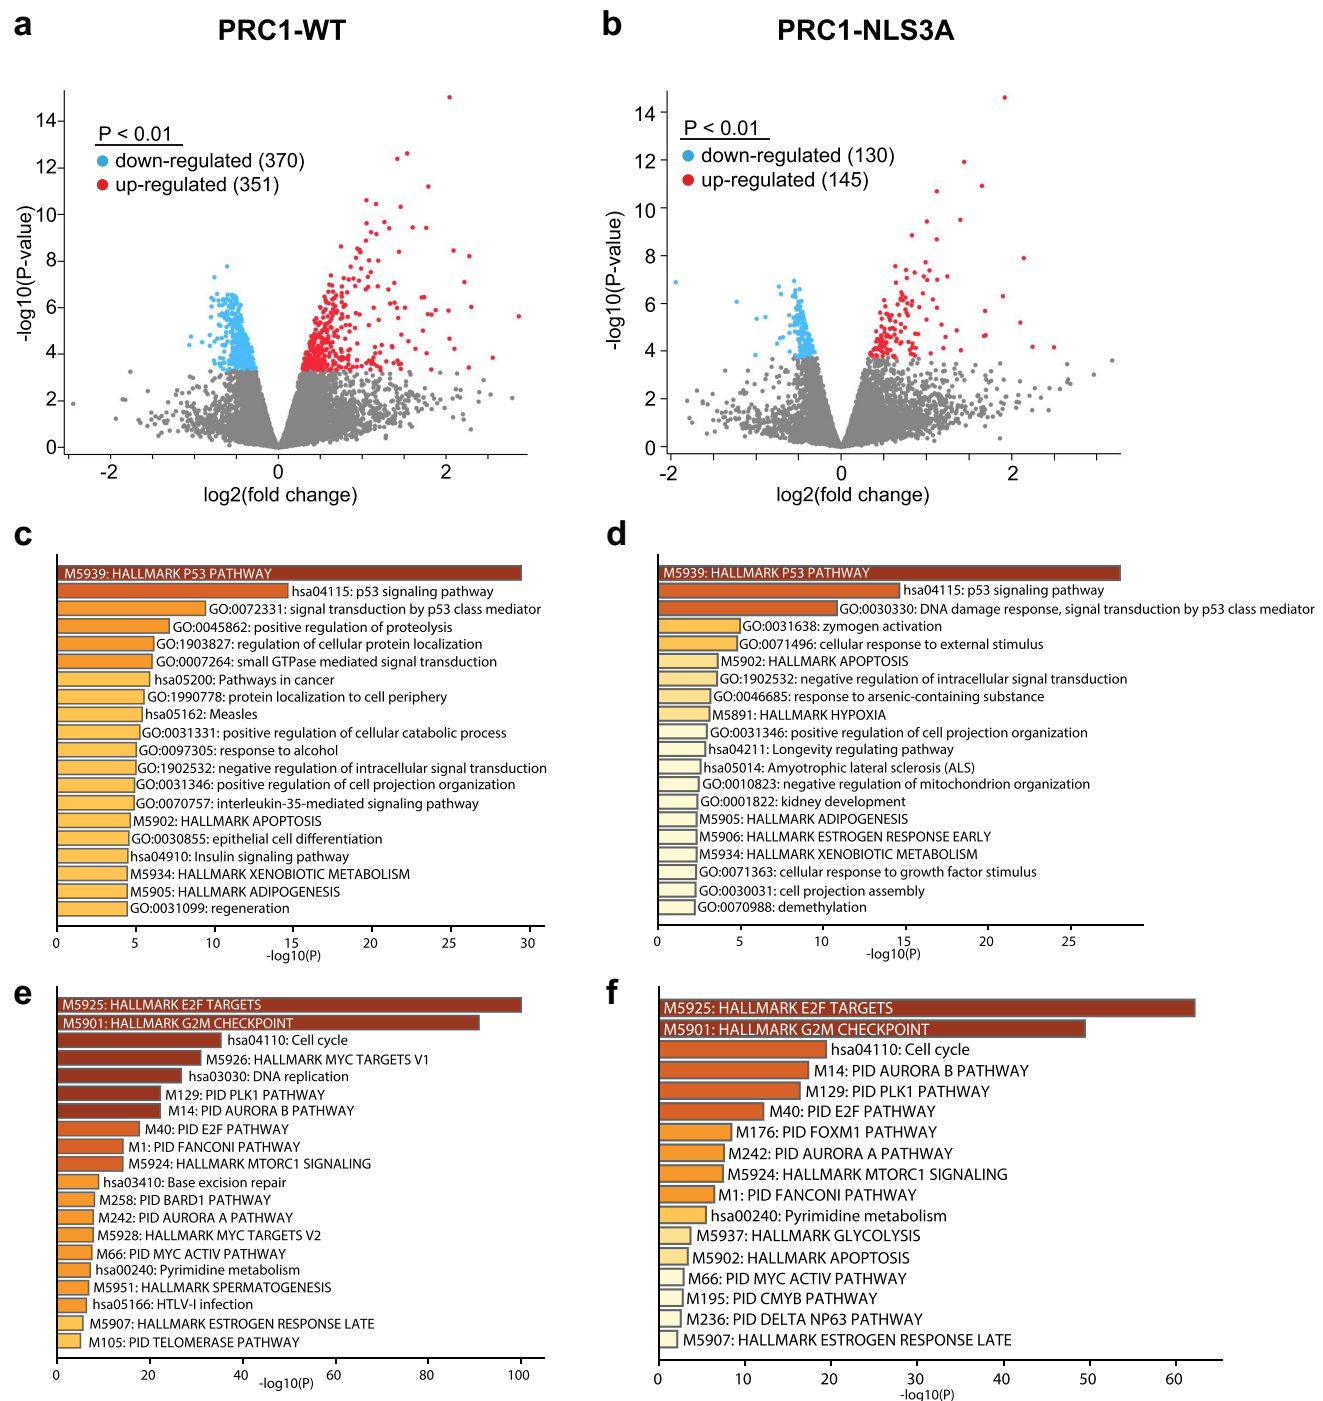 a
PRC1-WT
P < 0.01
down-regulated (370)
up-regulated (351)
-log10(P-value)
14
12
10
8
6
4
2
0
-2
0
2
log2(fold change)
b
PRC1-NLS3A
P < 0.01
down-regulated (130)
up-regulated (145)
-log10(P-value)
14
12
10
8
6
4
2
0
-2
0
2
log2(fold change)
c
M5939: HALLMARK P53 PATHWAY
hsa04115: p53 signaling pathway
GO:0072331: signal transduction by p53 class mediator
GO:0045862: positive regulation of proteolysis
GO:1903827: regulation of cellular protein localization
GO:0007264: small GTPase mediated signal transduction
hsa05200: Pathways in cancer
GO:1990778: protein localization to cell periphery
hsa05162: Measles
GO:0031331: positive regulation of cellular catabolic process
GO:0097305: response to alcohol
GO:1902532: negative regulation of intracellular signal transduction
GO:0031346: positive regulation of cell projection organization
GO:0070757: interleukin-35-mediated signaling pathway
M5902: HALLMARK APOPTOSIS
GO:0030855: epithelial cell differentiation
hsa04910: Insulin signaling pathway
M5934: HALLMARK XENOBIOTIC METABOLISM
M5905: HALLMARK ADIPOGENESIS
GO:0031099: regeneration
0 5 10 15 20 25 30
-log10(P)
d
M5939: HALLMARK P53 PATHWAY
hsa04115: p53 signaling pathway
GO:0030330: DNA damage response, signal transduction by p53 class mediator
GO:0031638: zymogen activation
GO:0071496: cellular response to external stimulus
M5902: HALLMARK APOPTOSIS
GO:1902532: negative regulation of intracellular signal transduction
GO:0046685: response to arsenic-containing substance
M5891: HALLMARK HYPOXIA
GO:0031346: positive regulation of cell projection organization
hsa04211: Longevity regulating pathway
hsa05014: Amyotrophic lateral sclerosis (ALS)
GO:0010823: negative regulation of mitochondrion organization
GO:0001822: kidney development
M5905: HALLMARK ADIPOGENESIS
M5906: HALLMARK ESTROGEN RESPONSE EARLY
M5934: HALLMARK XENOBIOTIC METABOLISM
GO:0071363: cellular response to growth factor stimulus
GO:0030031: cell projection assembly
GO:0070988: demethylation
0 5 10 15 20 25
-log10(P)
e
M5925: HALLMARK E2F TARGETS
M5901: HALLMARK G2M CHECKPOINT
hsa04110: Cell cycle
M5926: HALLMARK MYC TARGETS V1
hsa03030: DNA replication
M129: PID PLK1 PATHWAY
M14: PID AURORA B PATHWAY
M40: PID E2F PATHWAY
M1: PID FANCONI PATHWAY
M5924: HALLMARK MTORC1 SIGNALING
hsa03410: Base excision repair
M258: PID BARD1 PATHWAY
M242: PID AURORA A PATHWAY
M5928: HALLMARK MYC TARGETS V2
M66: PID MYC ACTIV PATHWAY
hsa00240: Pyrimidine metabolism
M5951: HALLMARK SPERMATOGENESIS
hsa05166: HTLV-I infection
M5907: HALLMARK ESTROGEN RESPONSE LATE
M105: PID TELOMERASE PATHWAY
0 20 40 60 80 100
-log10(P)
f
M5925: HALLMARK E2F TARGETS
M5901: HALLMARK G2M CHECKPOINT
hsa04110: Cell cycle
M14: PID AURORA B PATHWAY
M129: PID PLK1 PATHWAY
M40: PID E2F PATHWAY
M176: PID FOXM1 PATHWAY
M242: PID AURORA A PATHWAY
M5924: HALLMARK MTORC1 SIGNALING
M1: PID FANCONI PATHWAY
hsa00240: Pyrimidine metabolism
M5937: HALLMARK GLYCOLYSIS
M5902: HALLMARK APOPTOSIS
M66: PID MYC ACTIV PATHWAY
M195: PID CMYB PATHWAY
M236: PID DELTA NP63 PATHWAY
M5907: HALLMARK ESTROGEN RESPONSE LATE
0 10 20 30 40 50 60
-log10(P)